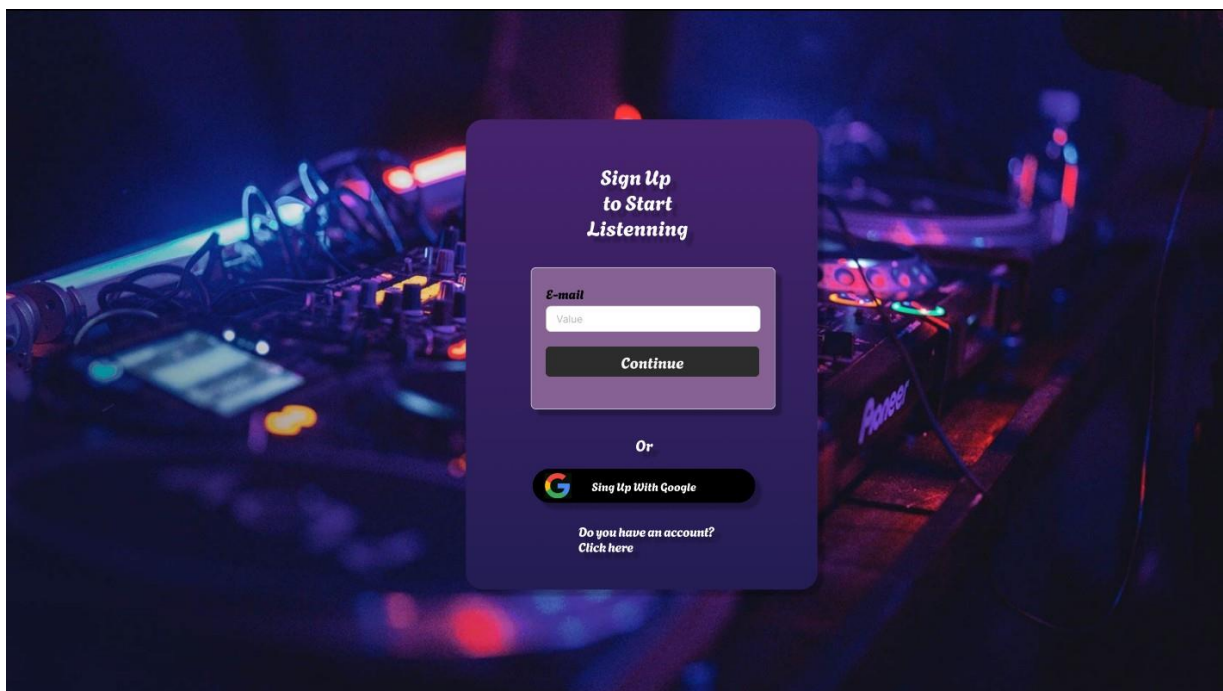 Sign Up
to Start
Listenning
E-mail
Value
Continue
Or
Sing Up With Google
Do you have an account?
Click here
Pioneer